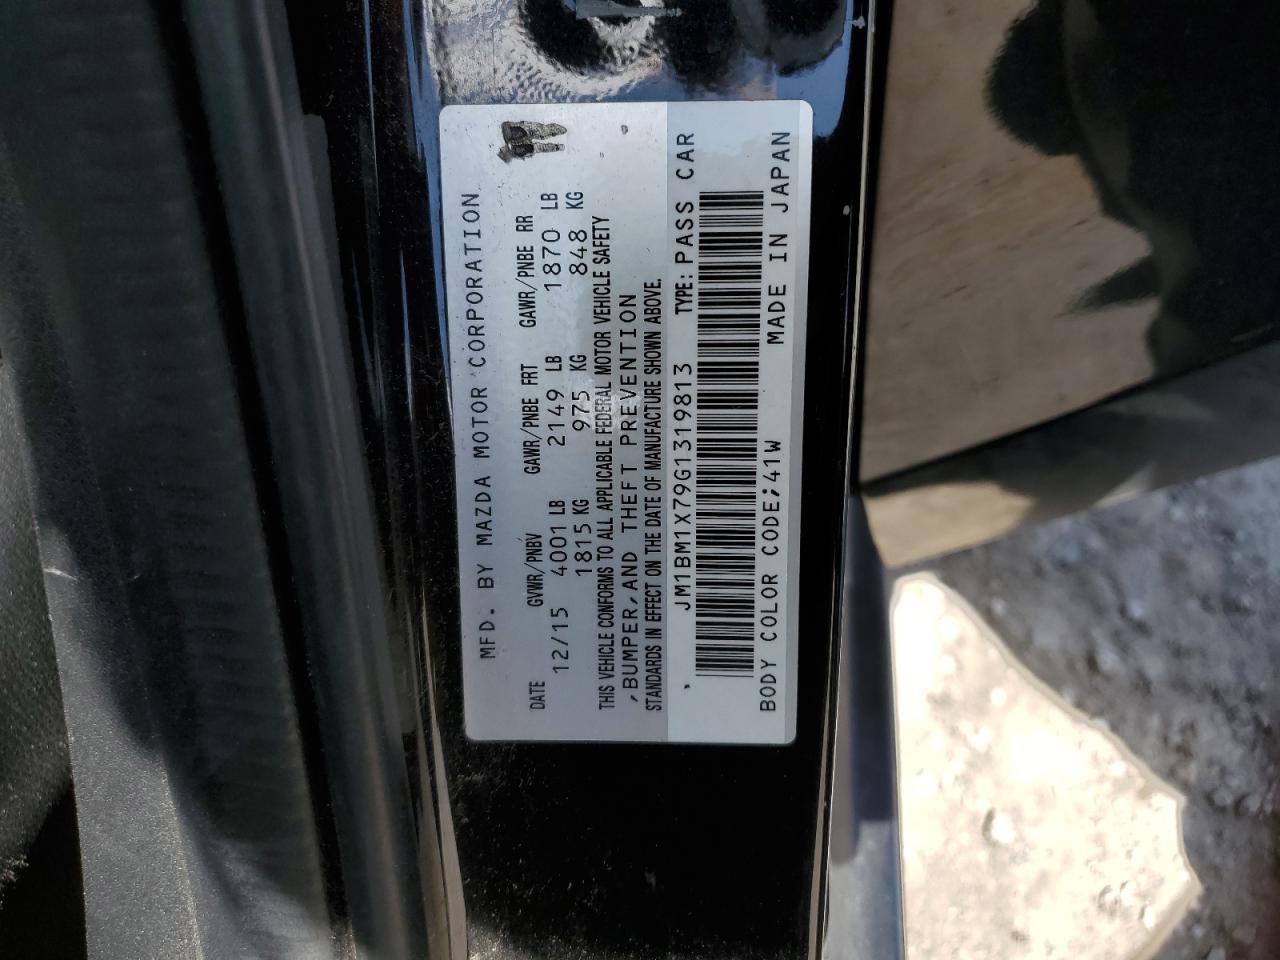 MFD. BY MAZDA MOTOR CORPORATION
DATE GVWR/PNBV GAWR/PNBE FRT GAWR/PNBE RR
12/15 4001 LB 2149 LB 1870 LB
1815 KG 975 KG 848 KG
THIS VEHICLE CONFORMS TO ALL APPLICABLE FEDERAL MOTOR VEHICLE SAFETY
,BUMPER,AND THEFT PREVENTION
STANDARDS IN EFFECT ON THE DATE OF MANUFACTURE SHOWN ABOVE.
JM1BM1X79G1319813 TYPE: PASS CAR
BODY COLOR CODE;41W MADE IN JAPAN